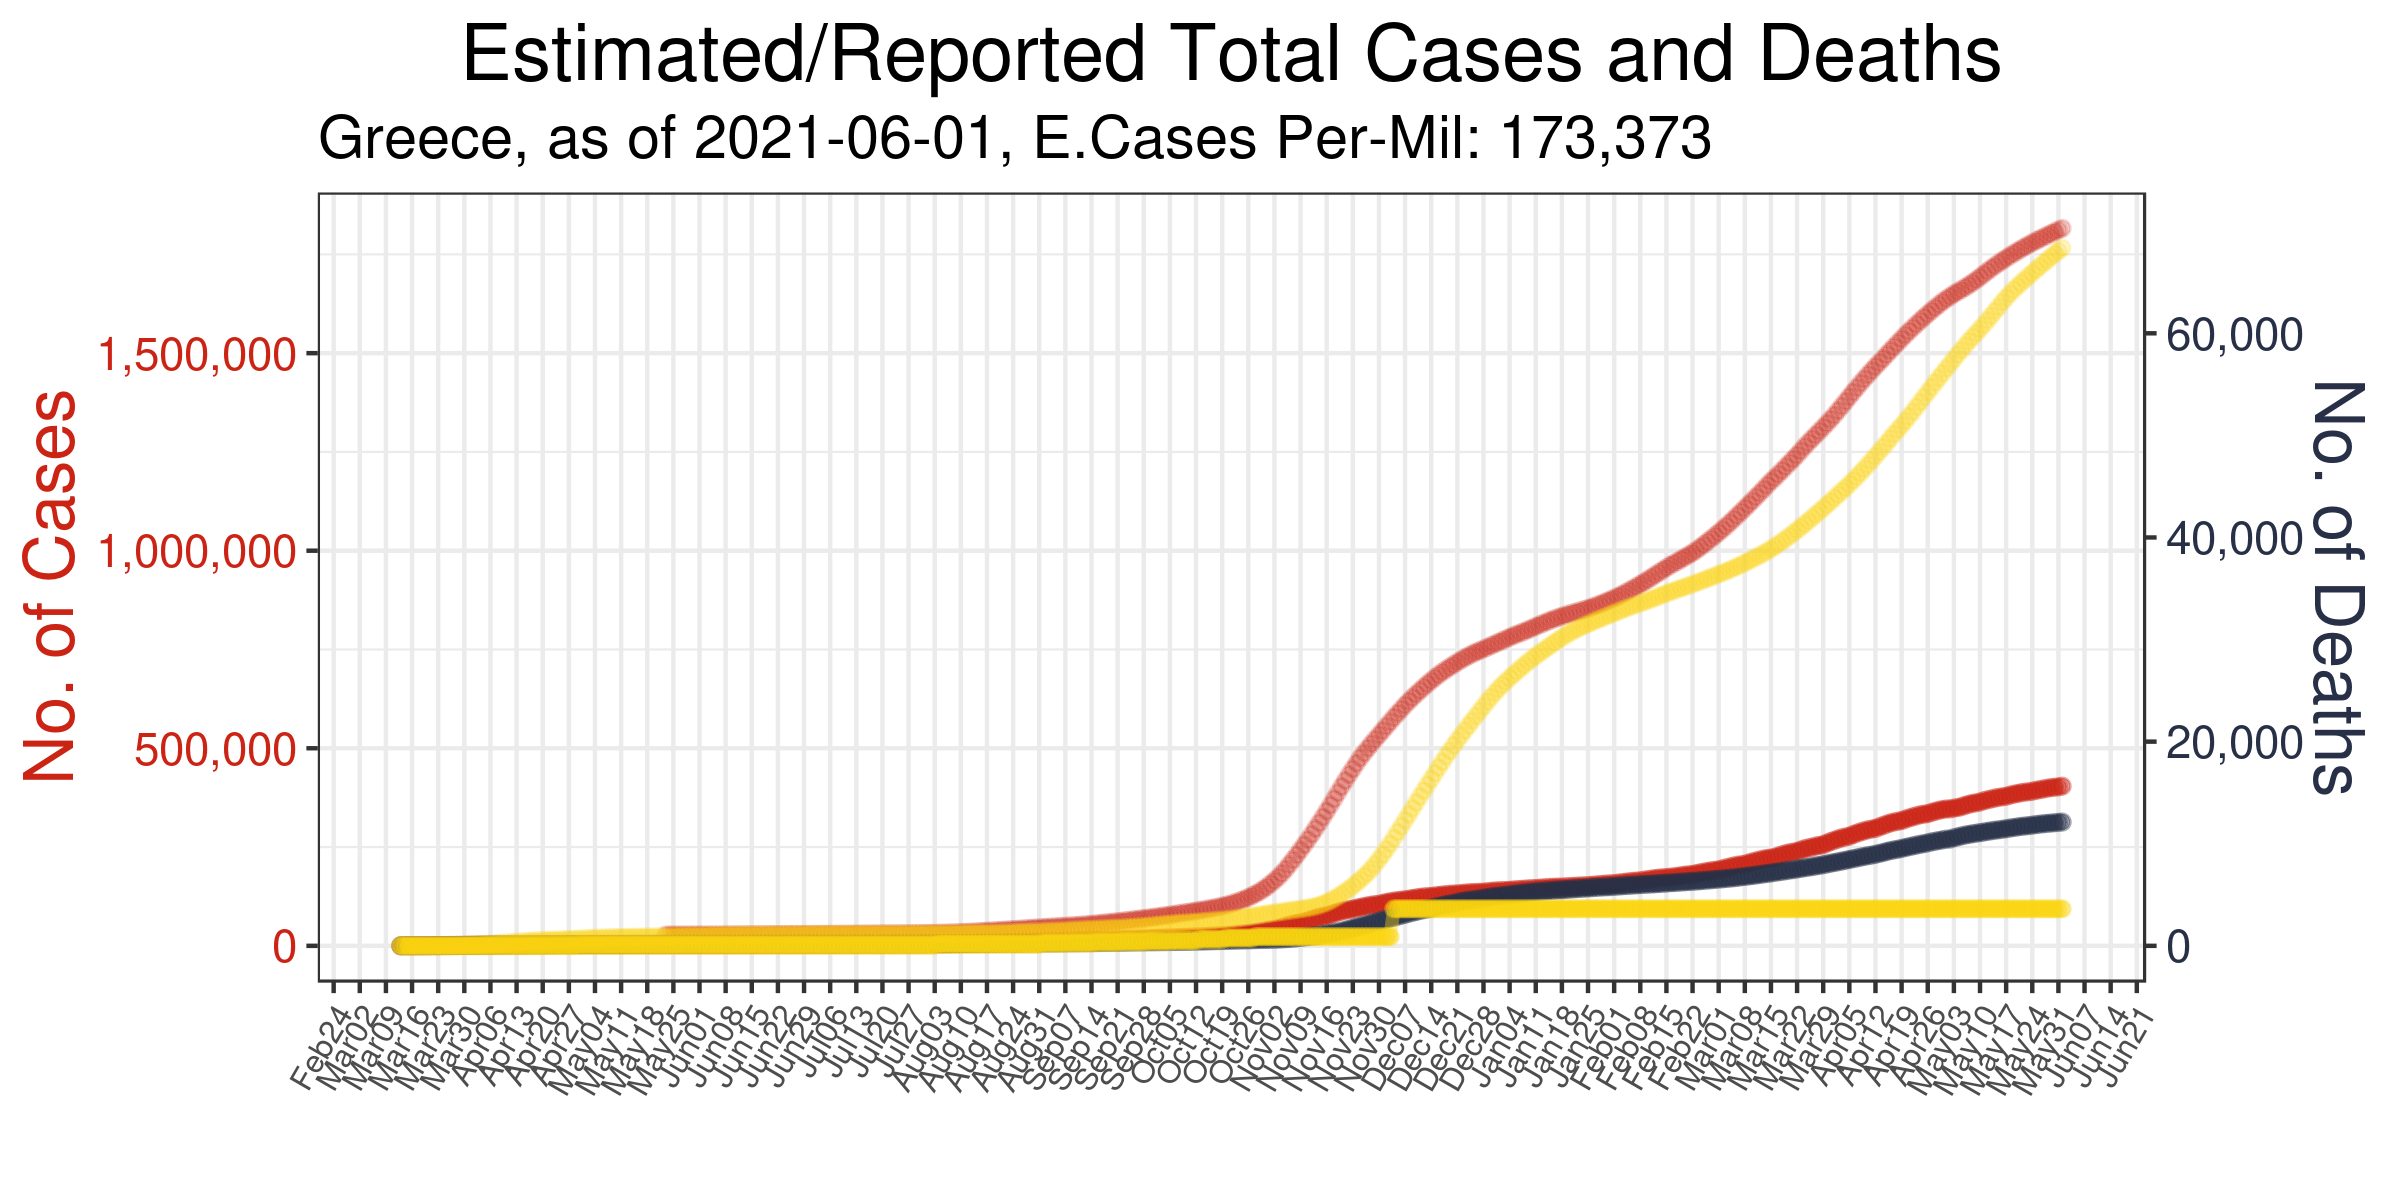 Estimated/Reported Total Cases and Deaths
Greece, as of 2021-06-01, E.Cases Per-Mil: 173,373
No. of Cases
1,500,000
1,000,000
500,000
0
60,000
40,000
20,000
0
No. of Deaths
Feb24
Mar02
Mar09
Mar16
Mar23
Mar30
Apr06
Apr13
Apr20
Apr27
May04
May11
May18
May25
Jun01
Jun08
Jun15
Jun22
Jun29
Jul06
Jul13
Jul20
Jul27
Aug03
Aug10
Aug17
Aug24
Aug31
Sep07
Sep14
Sep21
Sep28
Oct05
Oct12
Oct19
Oct26
Nov02
Nov09
Nov16
Nov23
Nov30
Dec07
Dec14
Dec21
Dec28
Jan04
Jan11
Jan18
Jan25
Feb01
Feb08
Feb15
Feb22
Mar01
Mar08
Mar15
Mar22
Mar29
Apr05
Apr12
Apr19
Apr26
May03
May10
May17
May24
May31
Jun07
Jun14
Jun21